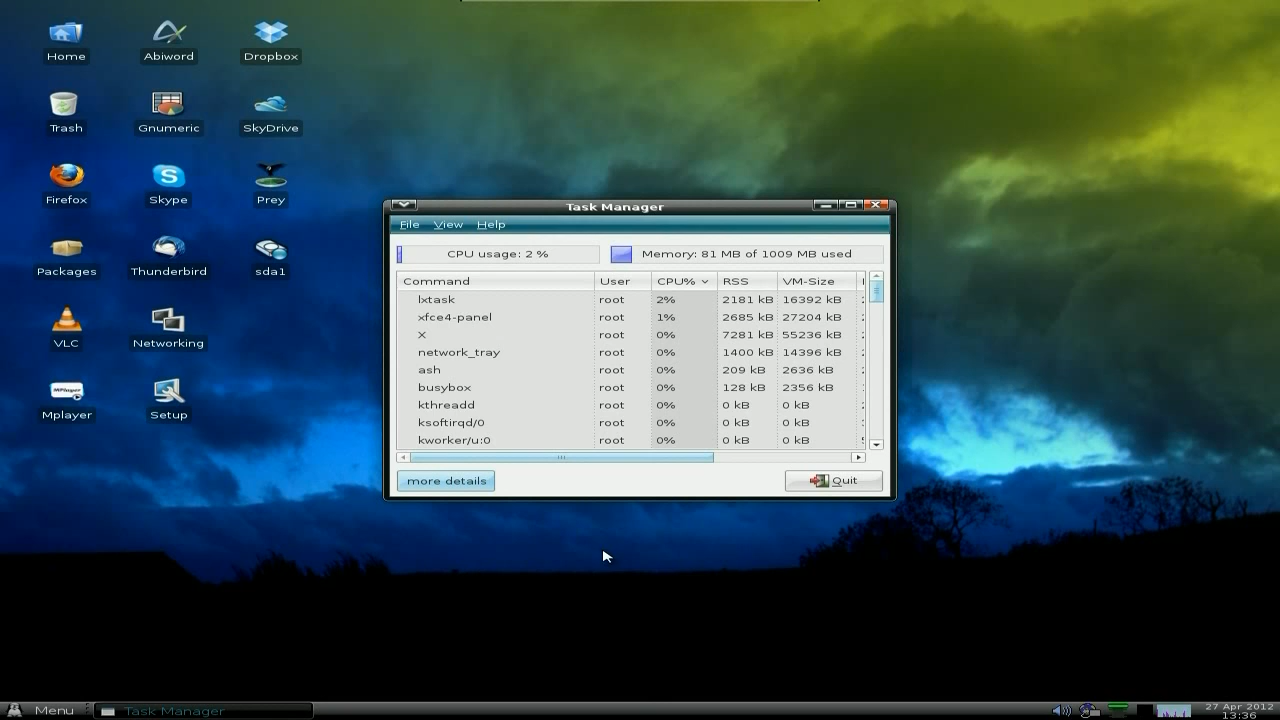 Home
Abiword
Dropbox
Trash
Gnumeric
SkyDrive
Firefox
Skype
Prey
Packages
Thunderbird
sda1
VLC
Networking
MPlayer
Mplayer
Setup
Task Manager
File View Help
CPU usage: 2 %
Memory: 81 MB of 1009 MB used
Command User CPU% RSS VM-Size
lxtask root 2% 2181 kB 16392 kB
xfce4-panel root 1% 2685 kB 27204 kB
X root 0% 7281 kB 55236 kB
network_tray root 0% 1400 kB 14396 kB
ash root 0% 209 kB 2636 kB
busybox root 0% 128 kB 2356 kB
kthreadd root 0% 0 kB 0 kB
ksoftirqd/0 root 0% 0 kB 0 kB
kworker/u:0 root 0% 0 kB 0 kB
more details
Quit
Menu
Task Manager
27 Apr 2012
13:36